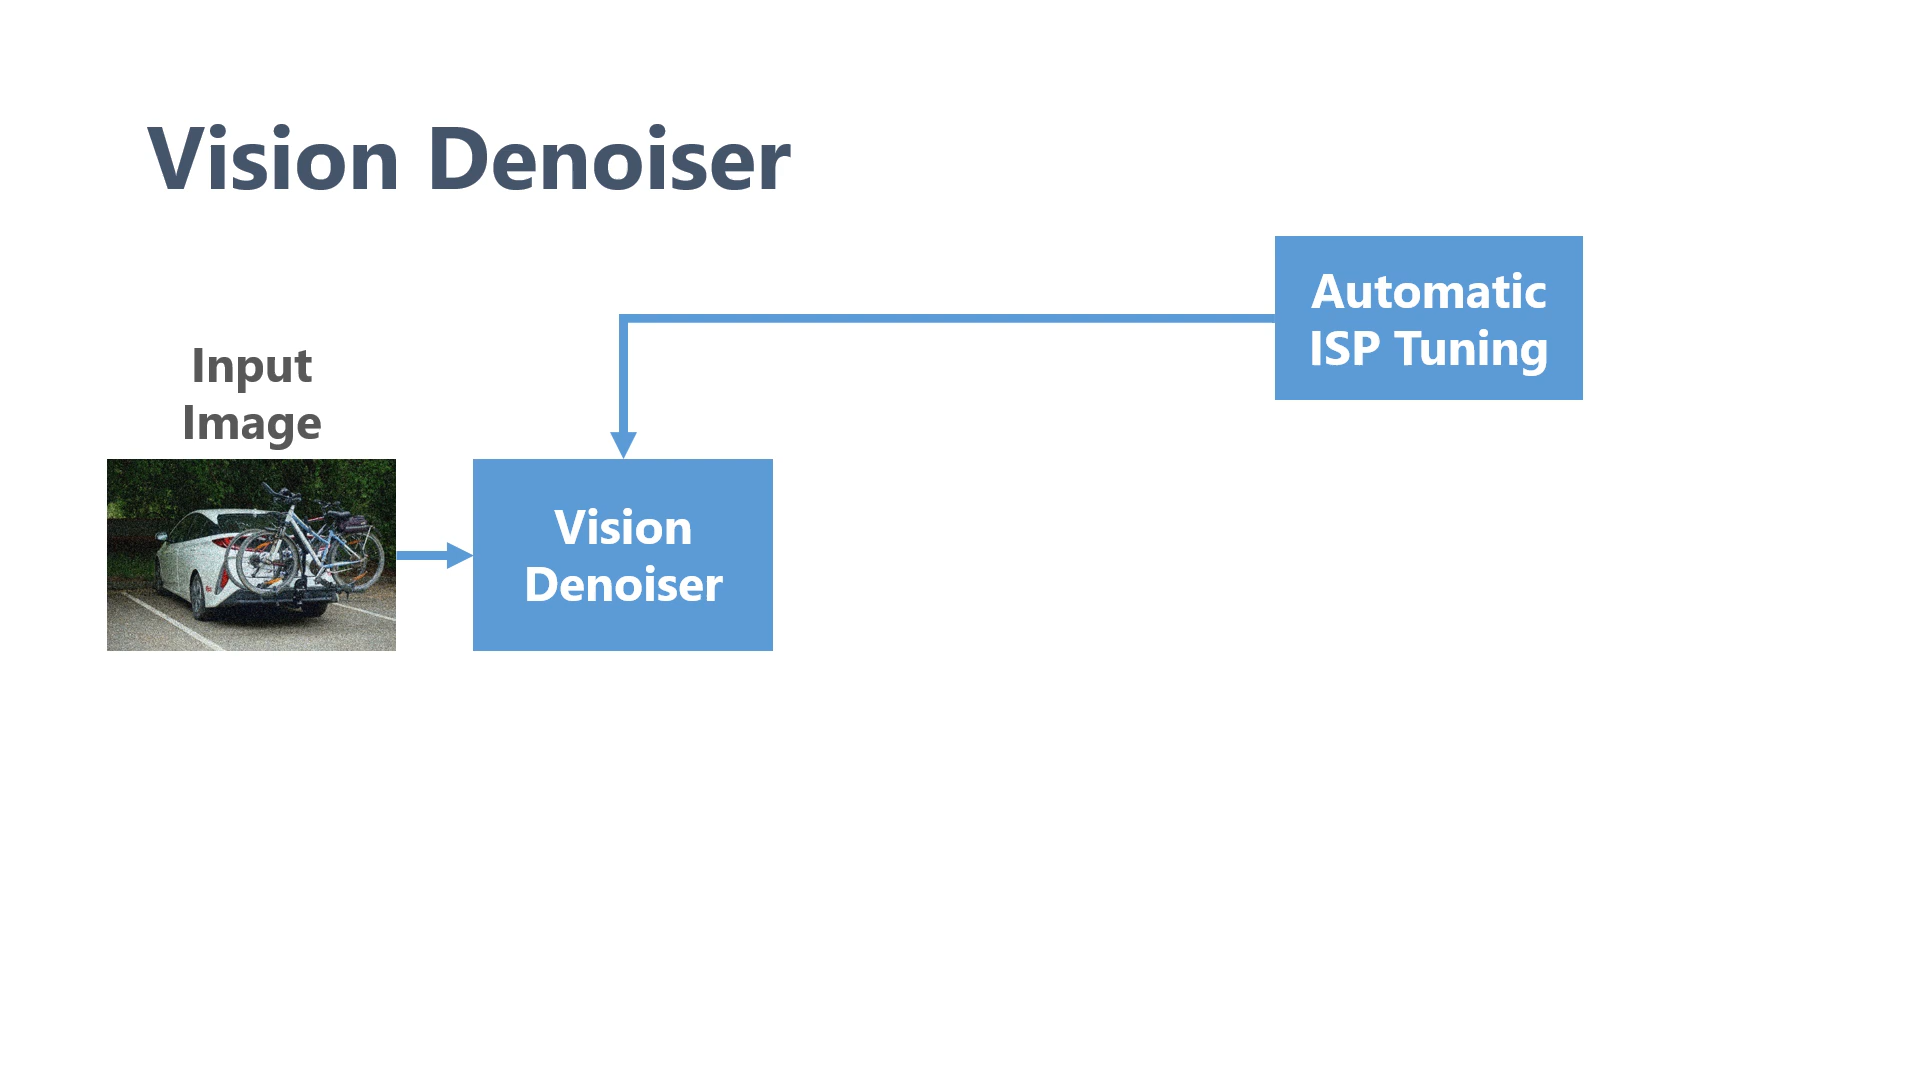 Vision Denoiser
Automatic
ISP Tuning
Input
Image
Vision
Denoiser